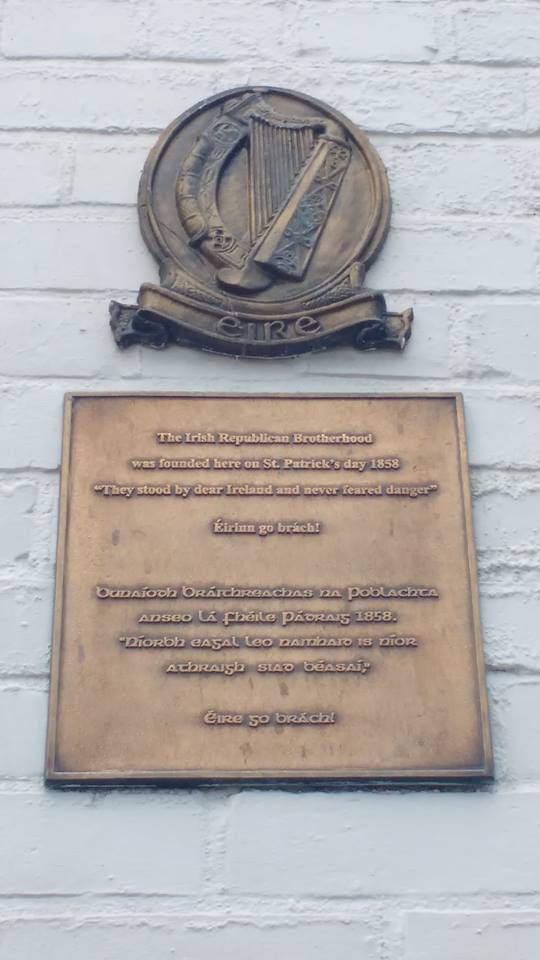 ÉIRE
The Irish Republican Brotherhood
was founded here on St. Patrick's day 1858
"They stood by dear Ireland and never feared danger"
Éirinn go brách!
Bunaíodh Bráithreachas na Poblachta
anseo Lá Fhéile Pádraig 1858.
"Níorbh eagal leo namhaid is níor
athraigh siad béasaí,"
Éire go brách!